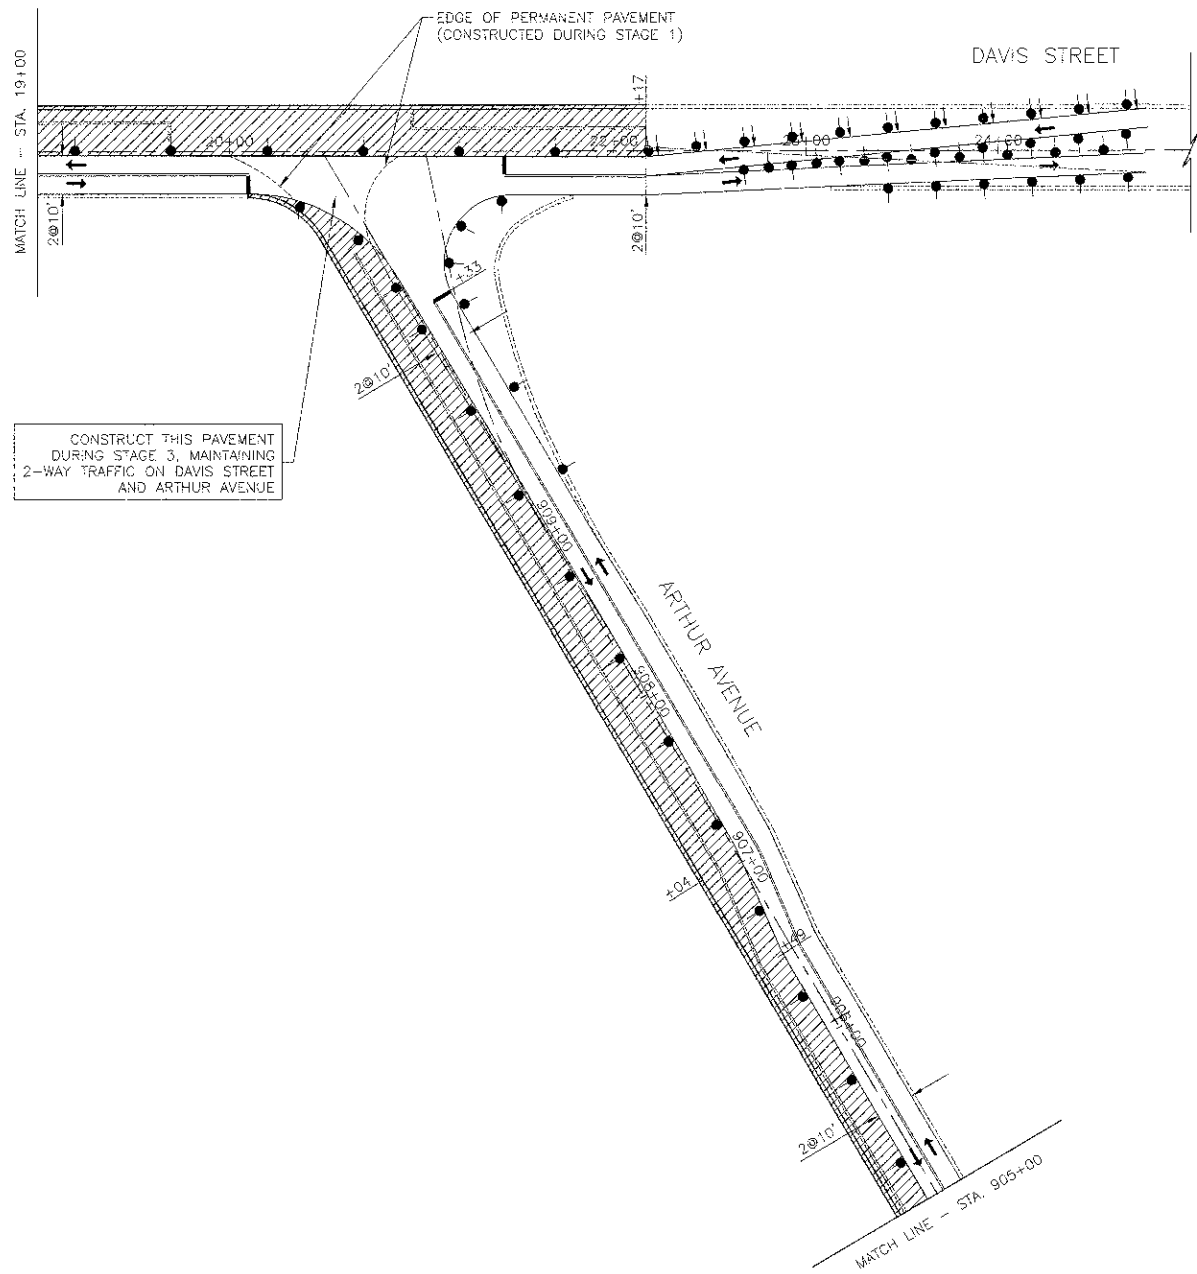 EDGE OF PERMANENT PAVEMENT
(CONSTRUCTED DURING STAGE 1)
DAVIS STREET
MATCH LINE - STA. 19+00
+17
20+00
22+00
23+00
24+00
2@10'
2@10'
+33
2@10'
CONSTRUCT THIS PAVEMENT
DURING STAGE 3, MAINTAINING
2-WAY TRAFFIC ON DAVIS STREET
AND ARTHUR AVENUE
909+00
ARTHUR AVENUE
908+00
907+00
+04
+49
906+00
2@10'
MATCH LINE - STA. 905+00